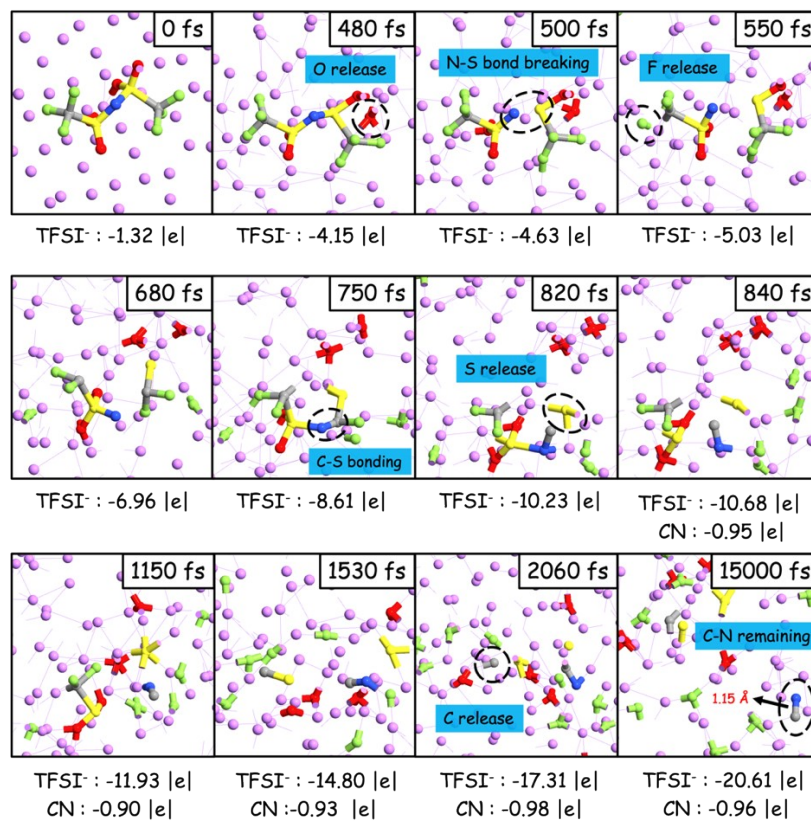 0 fs
480 fs
500 fs
550 fs
O release
N-S bond breaking
F release
TFSI⁻ : -1.32 |e|
TFSI⁻ : -4.15 |e|
TFSI⁻ : -4.63 |e|
TFSI⁻ : -5.03 |e|
680 fs
750 fs
820 fs
840 fs
S release
C-S bonding
TFSI⁻ : -6.96 |e|
TFSI⁻ : -8.61 |e|
TFSI⁻ : -10.23 |e|
TFSI⁻ : -10.68 |e|
CN : -0.95 |e|
1150 fs
1530 fs
2060 fs
15000 fs
C-N remaining
1.15 Å
C release
TFSI⁻ : -11.93 |e|
TFSI⁻ : -14.80 |e|
TFSI⁻ : -17.31 |e|
TFSI⁻ : -20.61 |e|
CN : -0.90 |e|
CN :-0.93 |e|
CN : -0.98 |e|
CN : -0.96 |e|